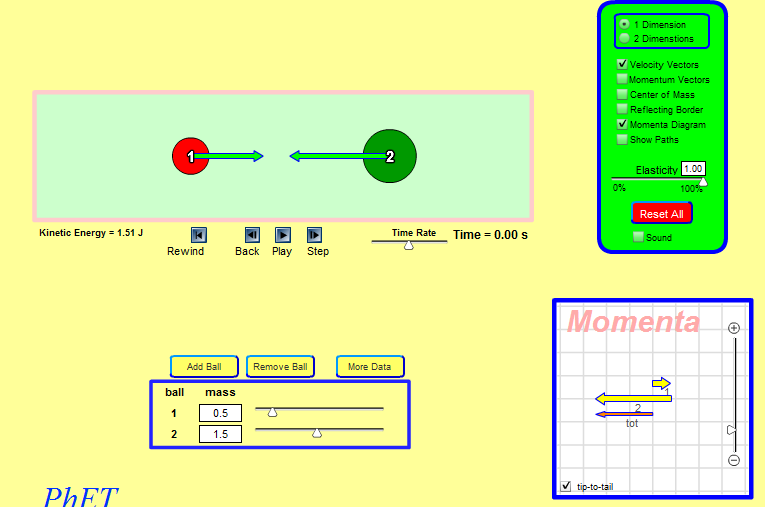 1 Dimension
2 Dimenstions
Velocity Vectors
Momentum Vectors
Center of Mass
Reflecting Border
Momenta Diagram
Show Paths
Elasticity 1.00
0% 100%
Reset All
Sound
1 2
Kinetic Energy = 1.51 J
Rewind Back Play Step
Time Rate
Time = 0.00 s
Momenta
1
2
tot
tip-to-tail
Add Ball Remove Ball More Data
ball mass
1 0.5
2 1.5
PhET